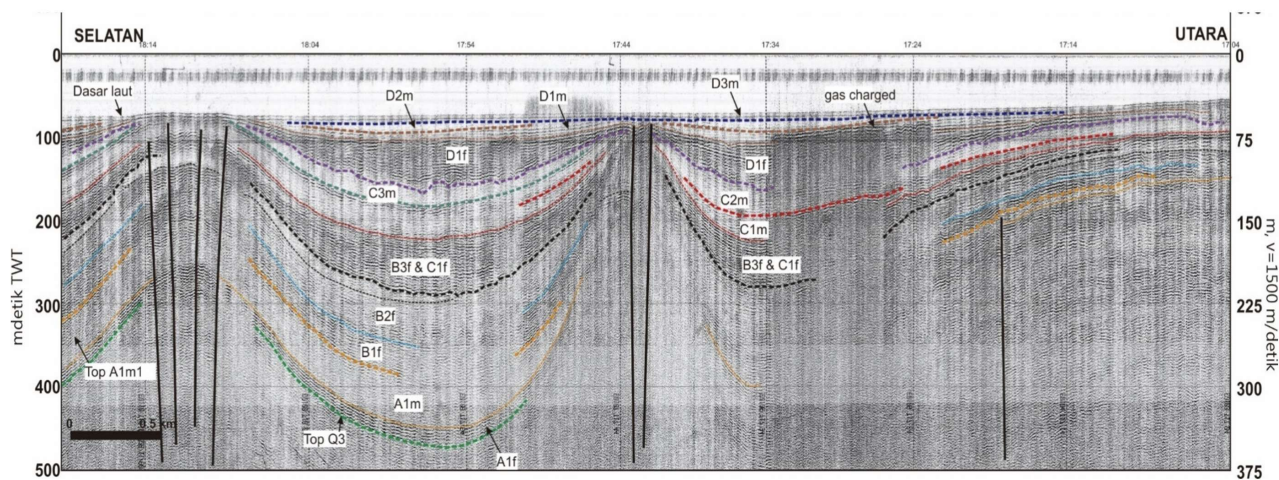 SELATAN
UTARA
18:14
18:04
17:54
17:44
17:34
17:24
17:14
17:04
0
0
Dasar laut
D2m
D1m
D3m
gas charged
100
75
D1f
D1f
C3m
C2m
200
150
C1m
B3f & C1f
B3f & C1f
300
225
B2f
B1f
Top A1m1
400
300
A1m
0
0.5 km
Top Q3
A1f
500
375
mdetik TWT
m, v=1500 m/detik